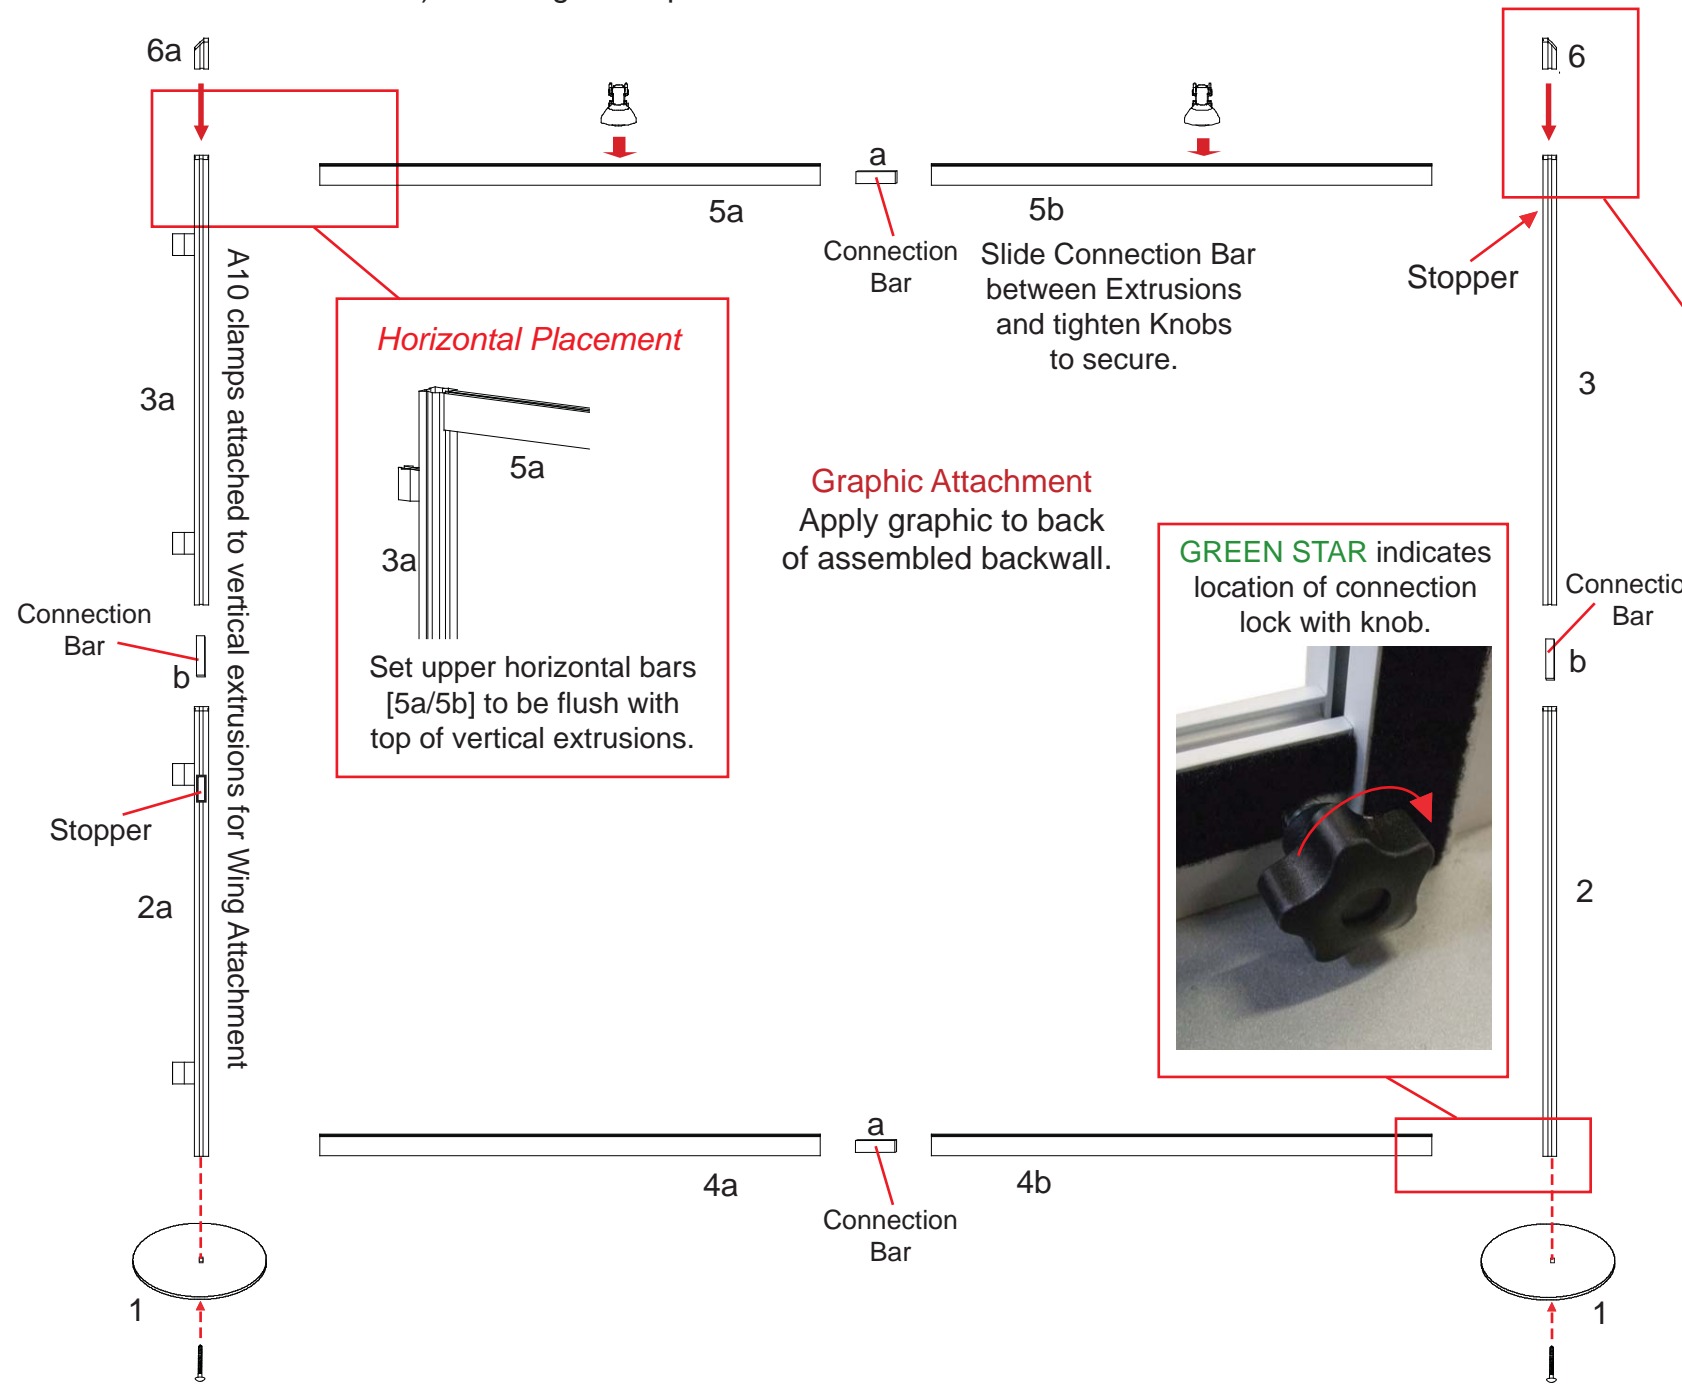 6a
6
a
5a
5b
Connection
Bar
Slide Connection Bar
between Extrusions
and tighten Knobs
to secure.
Stopper
A10 clamps attached to vertical extrusions for Wing Attachment
Horizontal Placement
3a
3
5a
3a
Set upper horizontal bars
[5a/5b] to be flush with
top of vertical extrusions.
Graphic Attachment
Apply graphic to back
of assembled backwall.
GREEN STAR indicates
location of connection
lock with knob.
Connection
Bar
b
Connectio
Bar
b
Stopper
2a
2
a
4a
4b
Connection
Bar
1
1